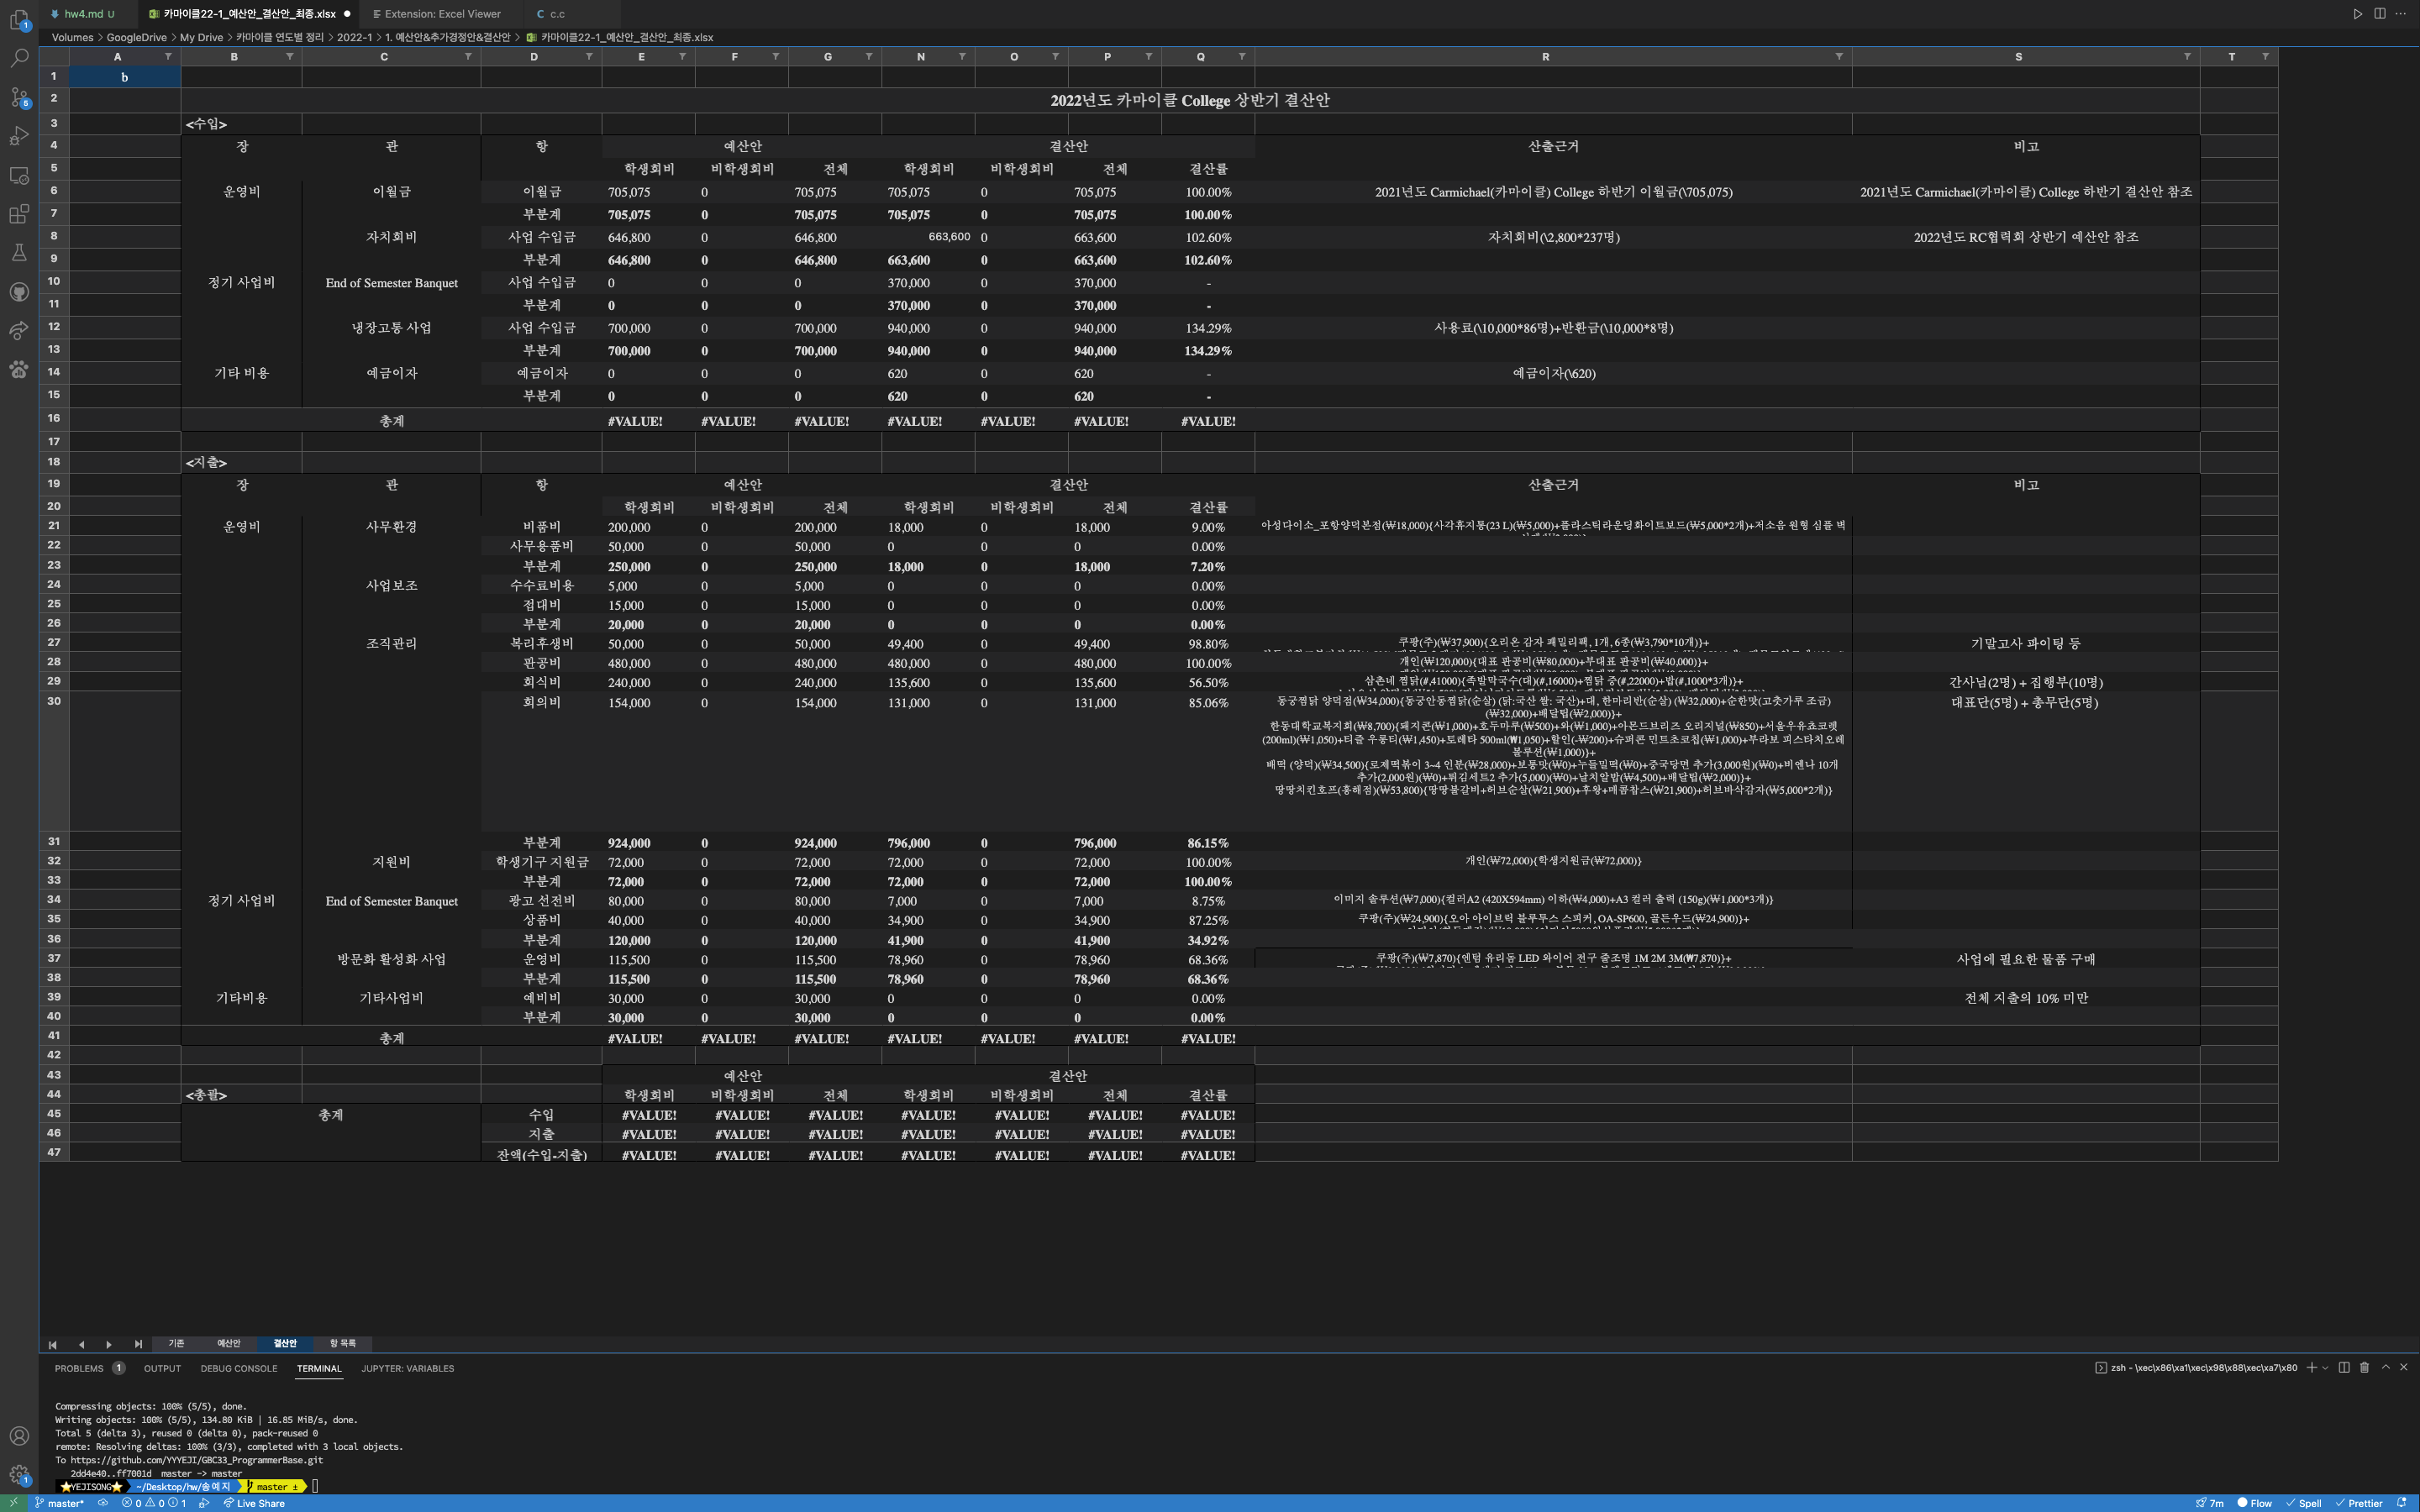 hw4.md U 카마이클22-1_예산안_결산안_최종.xlsx ● Extension: Excel Viewer C c.c
Volumes > GoogleDrive > My Drive > 카마이클 연도별 정리 > 2022-1 > 1. 예산안&추가경정안&결산안 > 카마이클22-1_예산안_결산안_최종.xlsx
A B C D E F G N O P Q R S T
1 b
2 2022년도 카마이클 College 상반기 결산안
3 <수입>
4 장 관 항 예산안 결산안 산출근거 비고
5 학생회비 비학생회비 전체 학생회비 비학생회비 전체 결산률
6 운영비 이월금 이월금 705,075 0 705,075 705,075 0 705,075 100.00% 2021년도 Carmichael(카마이클) College 하반기 이월금(\705,075) 2021년도 Carmichael(카마이클) College 하반기 결산안 참조
7 부분계 705,075 0 705,075 705,075 0 705,075 100.00%
8 자치회비 사업 수입금 646,800 0 646,800 663,600 0 663,600 102.60% 자치회비(\2,800*237명) 2022년도 RC협력회 상반기 예산안 참조
9 부분계 646,800 0 646,800 663,600 0 663,600 102.60%
10 정기 사업비 End of Semester Banquet 사업 수입금 0 0 0 370,000 0 370,000 -
11 부분계 0 0 0 370,000 0 370,000 -
12 냉장고통 사업 사업 수입금 700,000 0 700,000 940,000 0 940,000 134.29% 사용료(\10,000*86명)+반환금(\10,000*8명)
13 부분계 700,000 0 700,000 940,000 0 940,000 134.29%
14 기타 비용 예금이자 예금이자 0 0 0 620 0 620 - 예금이자(\620)
15 부분계 0 0 0 620 0 620 -
16 총계 #VALUE! #VALUE! #VALUE! #VALUE! #VALUE! #VALUE! #VALUE!
17
18 <지출>
19 장 관 항 예산안 결산안 산출근거 비고
20 학생회비 비학생회비 전체 학생회비 비학생회비 전체 결산률
21 운영비 사무환경 비품비 200,000 0 200,000 18,000 0 18,000 9.00% 아성다이소_포항양덕본점(₩18,000){사각휴지통(23 L)(₩5,000)+플라스틱라운딩화이트보드(₩5,000*2개)+저소음 원형 심플 벽
22 사무용품비 50,000 0 50,000 0 0 0 0.00%
23 부분계 250,000 0 250,000 18,000 0 18,000 7.20%
24 사업보조 수수료비용 5,000 0 5,000 0 0 0 0.00%
25 접대비 15,000 0 15,000 0 0 0 0.00%
26 부분계 20,000 0 20,000 0 0 0 0.00%
27 조직관리 복리후생비 50,000 0 50,000 49,400 0 49,400 98.80% 쿠팡(주)(₩37,900){오리온 감자 패밀리팩, 1개, 6종(₩3,790*10개)}+ 기말고사 파이팅 등
28 판공비 480,000 0 480,000 480,000 0 480,000 100.00% 개인(₩120,000){대표 판공비(₩80,000)+부대표 판공비(₩40,000)}+
29 회식비 240,000 0 240,000 135,600 0 135,600 56.50% 삼촌네 찜닭(#,41000){족발막국수(대)(#,16000)+찜닭 중(#,22000)+밥(#,1000*3개)}+ 간사님(2명) + 집행부(10명)
30 회의비 154,000 0 154,000 131,000 0 131,000 85.06% 동궁찜닭 양덕점(₩34,000){동궁안동찜닭(순살) (닭:국산 쌀: 국산)+대, 한마리반(순살) (₩32,000)+순한맛(고춧가루 조금)(₩32,000)+배달팁(₩2,000)}+ 대표단(5명) + 총무단(5명)
한동대학교복지회(₩8,700){돼지콘(₩1,000)+호두마루(₩500)+와(₩1,000)+아몬드브리즈 오리지널(₩850)+서울우유쵸코렛(200ml)(₩1,050)+티즐 우롱티(₩1,450)+토레타 500ml(₩1,050)+할인(-₩200)+슈퍼콘 민트초코칩(₩1,000)+부라보 피스타치오레볼루션(₩1,000)}+
배떡 (양덕)(₩34,500){로제떡볶이 3~4 인분(₩28,000)+보통맛(₩0)+누들밀떡(₩0)+중국당면 추가(3,000원)(₩0)+비엔나 10개 추가(2,000원)(₩0)+튀김세트2 추가(5,000)(₩0)+날치알밥(₩4,500)+배달팁(₩2,000)}+
땅땅치킨호프(흥해점)(₩53,800){땅땅불갈비+허브순살(₩21,900)+후왕+매콤찹스(₩21,900)+허브바삭감자(₩5,000*2개)}
31 부분계 924,000 0 924,000 796,000 0 796,000 86.15%
32 지원비 학생기구 지원금 72,000 0 72,000 72,000 0 72,000 100.00% 개인(₩72,000){학생지원금(₩72,000)}
33 부분계 72,000 0 72,000 72,000 0 72,000 100.00%
34 정기 사업비 End of Semester Banquet 광고 선전비 80,000 0 80,000 7,000 0 7,000 8.75% 이미지 솔루션(₩7,000){컬러A2 (420X594mm) 이하(₩4,000)+A3 컬러 출력 (150g)(₩1,000*3개)}
35 상품비 40,000 0 40,000 34,900 0 34,900 87.25% 쿠팡(주)(₩24,900){오아 아이브릭 블루투스 스피커, OA-SP600, 골든우드(₩24,900)}+
36 부분계 120,000 0 120,000 41,900 0 41,900 34.92%
37 방문화 활성화 사업 운영비 115,500 0 115,500 78,960 0 78,960 68.36% 쿠팡(주)(₩7,870){엔텀 유리돔 LED 와이어 전구 줄조명 1M 2M 3M(₩7,870)}+ 사업에 필요한 물품 구매
38 부분계 115,500 0 115,500 78,960 0 78,960 68.36%
39 기타비용 기타사업비 예비비 30,000 0 30,000 0 0 0 0.00% 전체 지출의 10% 미만
40 부분계 30,000 0 30,000 0 0 0 0.00%
41 총계 #VALUE! #VALUE! #VALUE! #VALUE! #VALUE! #VALUE! #VALUE!
42
43 예산안 결산안
44 <총괄> 학생회비 비학생회비 전체 학생회비 비학생회비 전체 결산률
45 총계 수입 #VALUE! #VALUE! #VALUE! #VALUE! #VALUE! #VALUE! #VALUE!
46 지출 #VALUE! #VALUE! #VALUE! #VALUE! #VALUE! #VALUE! #VALUE!
47 잔액(수입-지출) #VALUE! #VALUE! #VALUE! #VALUE! #VALUE! #VALUE! #VALUE!
기존 예산안 결산안 항 목록
PROBLEMS 1 OUTPUT DEBUG CONSOLE TERMINAL JUPYTER: VARIABLES zsh - \xec\x86\xa1\xec\x98\x88\xec\xa7\x80
Compressing objects: 100% (5/5), done.
Writing objects: 100% (5/5), 134.80 KiB | 16.85 MiB/s, done.
Total 5 (delta 3), reused 0 (delta 0), pack-reused 0
remote: Resolving deltas: 100% (3/3), completed with 3 local objects.
To https://github.com/YYYEJI/GBC33_ProgrammerBase.git
2dd4e40..ff7001d master -> master
⭐YEJISONG⭐ ~/Desktop/hw/송예지 master ±
master* 0 0 1 Live Share 7m Flow Spell Prettier